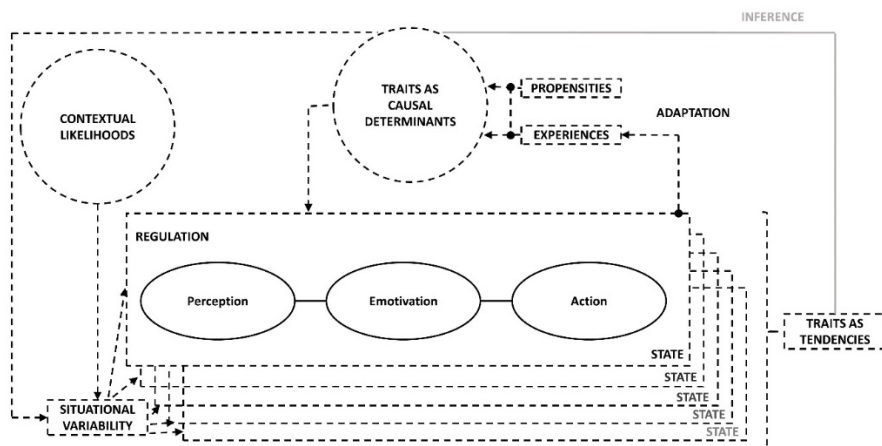 INFERENCE
TRAITS AS
CAUSAL
DETERMINANTS
PROPENSITIES
CONTEXTUAL
LIKELIHOODS
ADAPTATION
EXPERIENCES
REGULATION
Perception
Emotivation
Action
TRAITS AS
TENDENCIES
STATE
STATE
STATE
STATE
STATE
SITUATIONAL
VARIABILITY